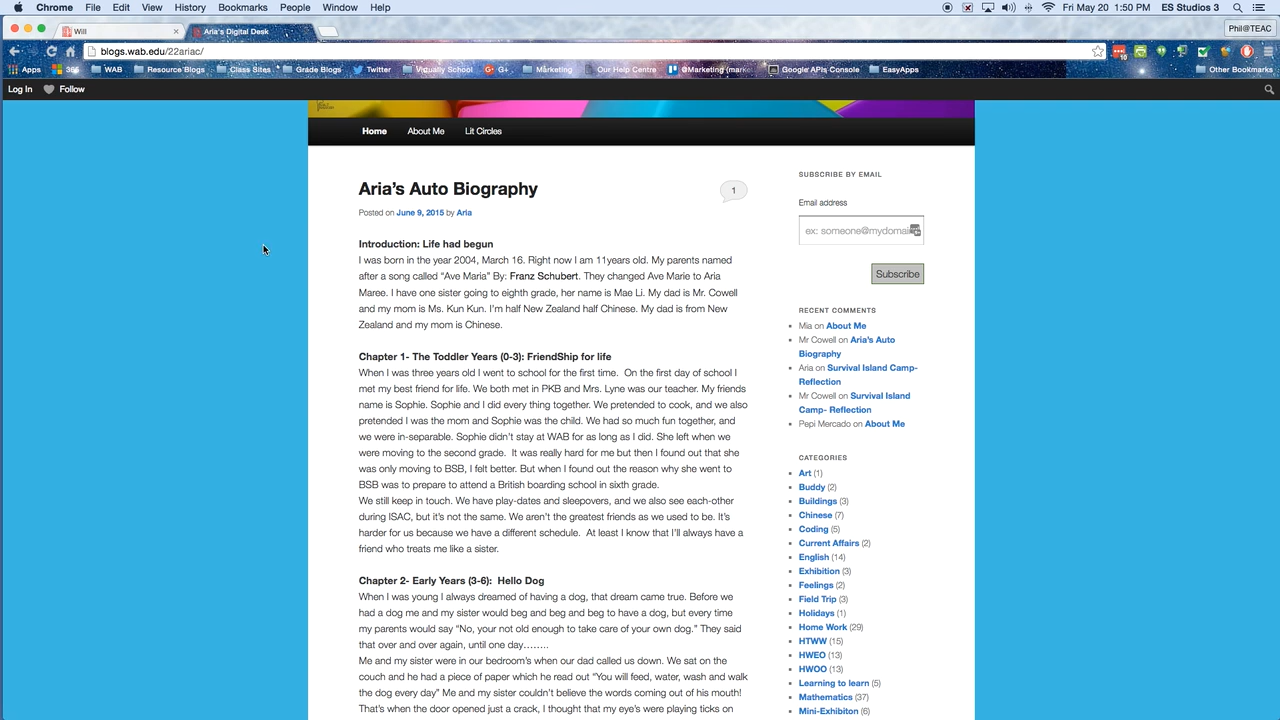 Chrome File Edit View History Bookmarks People Window Help Fri May 20 1:50 PM ES Studios 3
Will Aria's Digital Desk Phil@TEAC
blogs.wab.edu/22ariac/
Apps 365 WAB Resource Blogs Class Sites Grade Blogs Twitter Virtually School G+ Marketing Our Help Centre @Marketing (mark Google APIs Console EasyApps Other Bookmarks
Log In Follow
Home About Me Lit Circles
Aria's Auto Biography
1
Posted on June 9, 2015 by Aria
Introduction: Life had begun
I was born in the year 2004, March 16. Right now I am 11years old. My parents named
after a song called “Ave Maria” By: Franz Schubert. They changed Ave Marie to Aria
Maree. I have one sister going to eighth grade, her name is Mae Li. My dad is Mr. Cowell
and my mom is Ms. Kun Kun. I'm half New Zealand half Chinese. My dad is from New
Zealand and my mom is Chinese.
Chapter 1- The Toddler Years (0-3): FriendShip for life
When I was three years old I went to school for the first time.  On the first day of school I
met my best friend for life. We both met in PKB and Mrs. Lyne was our teacher. My friends
name is Sophie. Sophie and I did every thing together. We pretended to cook, and we also
pretended I was the mom and Sophie was the child. We had so much fun together, and
we were in-separable. Sophie didn't stay at WAB for as long as I did. She left when we
were moving to the second grade.  It was really hard for me but then I found out that she
was only moving to BSB, I felt better. But when I found out the reason why she went to
BSB was to prepare to attend a British boarding school in sixth grade.
We still keep in touch. We have play-dates and sleepovers, and we also see each-other
during ISAC, but it's not the same. We aren't the greatest friends as we used to be. It's
harder for us because we have a different schedule.  At least I know that I'll always have a
friend who treats me like a sister.
Chapter 2- Early Years (3-6):  Hello Dog
When I was young I always dreamed of having a dog, that dream came true. Before we
had a dog me and my sister would beg and beg and beg to have a dog, but every time
my parents would say “No, your not old enough to take care of your own dog.” They said
that over and over again, until one day……..
Me and my sister were in our bedroom's when our dad called us down. We sat on the
couch and he had a piece of paper which he read out “You will feed, water, wash and walk
the dog every day” Me and my sister couldn't believe the words coming out of his mouth!
That's when the door opened just a crack, I thought that my eye's were playing ticks on
SUBSCRIBE BY EMAIL
Email address
ex: someone@mydomai
Subscribe
RECENT COMMENTS
Mia on About Me
Mr Cowell on Aria's Auto
Biography
Aria on Survival Island Camp-
Reflection
Mr Cowell on Survival Island
Camp- Reflection
Pepi Mercado on About Me
CATEGORIES
Art (1)
Buddy (2)
Buildings (3)
Chinese (7)
Coding (5)
Current Affairs (2)
English (14)
Exhibition (3)
Feelings (2)
Field Trip (3)
Holidays (1)
Home Work (29)
HTWW (15)
HWEO (13)
HWOO (13)
Learning to learn (5)
Mathematics (37)
Mini-Exhibiton (6)